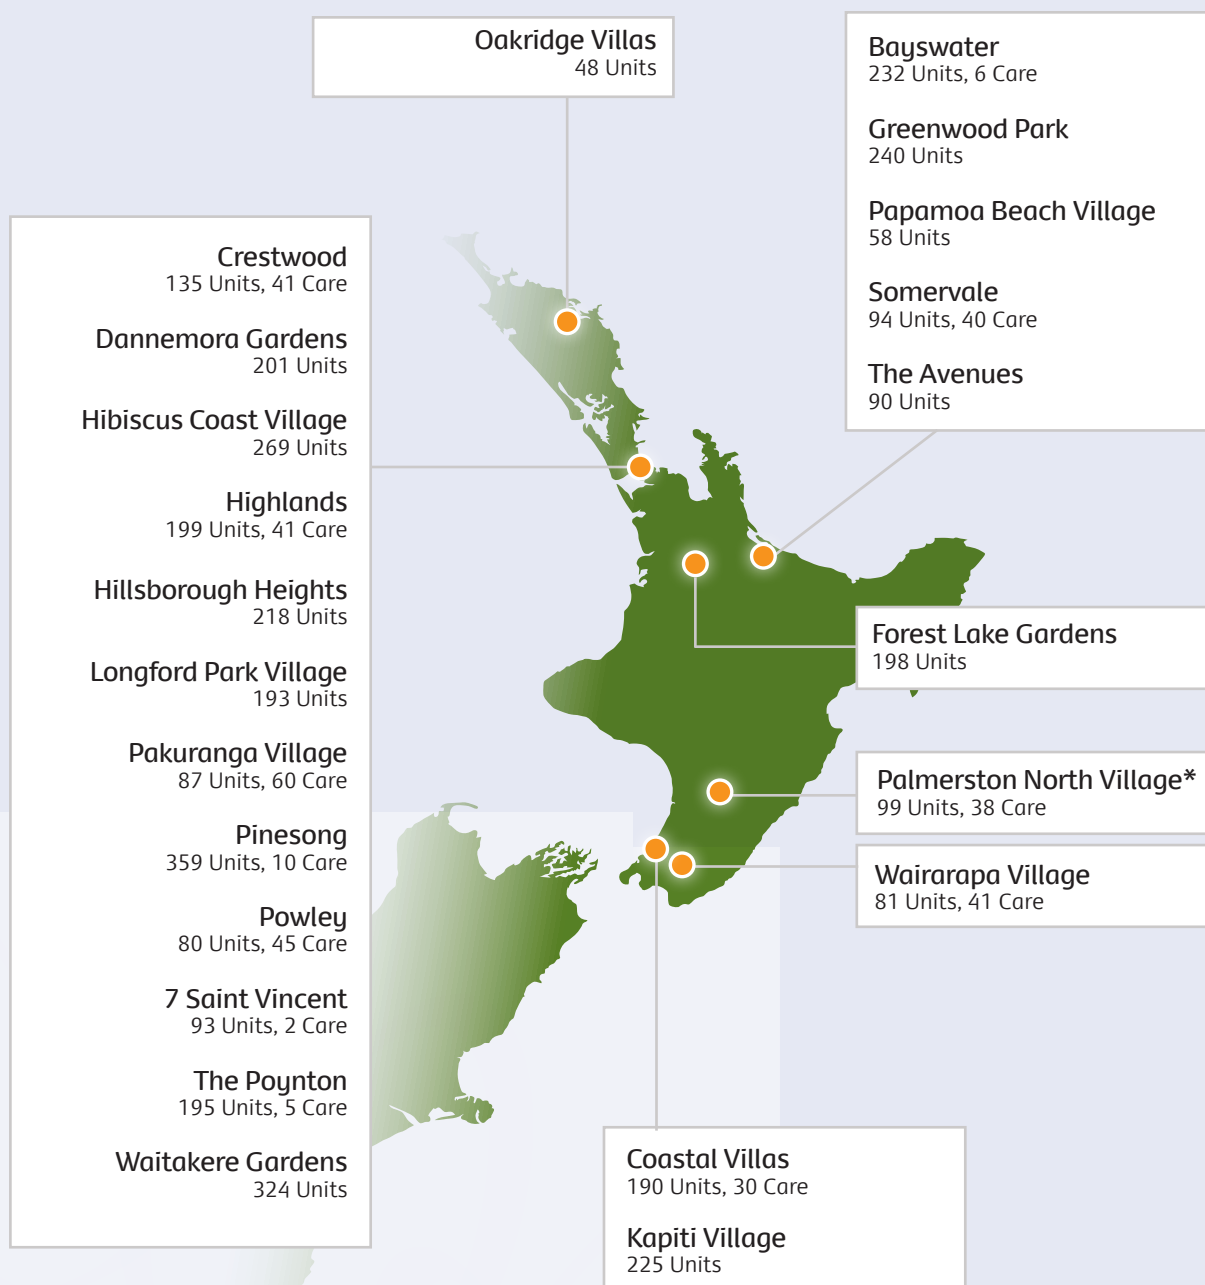 Oakridge Villas
48 Units
Bayswater
232 Units, 6 Care
Greenwood Park
240 Units
Papamoa Beach Village
58 Units
Somervale
94 Units, 40 Care
The Avenues
90 Units
Crestwood
135 Units, 41 Care
Dannemora Gardens
201 Units
Hibiscus Coast Village
269 Units
Highlands
199 Units, 41 Care
Hillsborough Heights
218 Units
Longford Park Village
193 Units
Pakuranga Village
87 Units, 60 Care
Pinesong
359 Units, 10 Care
Powley
80 Units, 45 Care
7 Saint Vincent
93 Units, 2 Care
The Poynton
195 Units, 5 Care
Waitakere Gardens
324 Units
Forest Lake Gardens
198 Units
Palmerston North Village*
99 Units, 38 Care
Wairarapa Village
81 Units, 41 Care
Coastal Villas
190 Units, 30 Care
Kapiti Village
225 Units